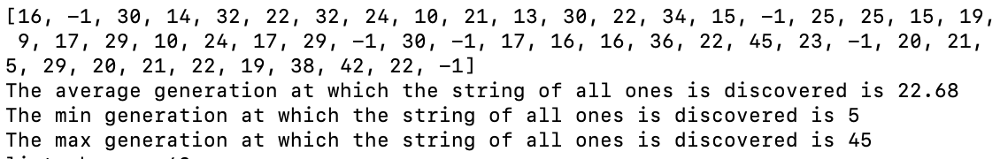 [16, –1, 30, 14, 32, 22, 32, 24, 10, 21, 13, 30, 22, 34, 15, –1, 25, 25, 15, 19,
9, 17, 29, 10, 24, 17, 29, –1, 30, –1, 17, 16, 16, 36, 22, 45, 23, –1, 20, 21,
5, 29, 20, 21, 22, 19, 38, 42, 22, –1]
The average generation at which the string of all ones is discovered is 22.68
The min generation at which the string of all ones is discovered is 5
The max generation at which the string of all ones is discovered is 45